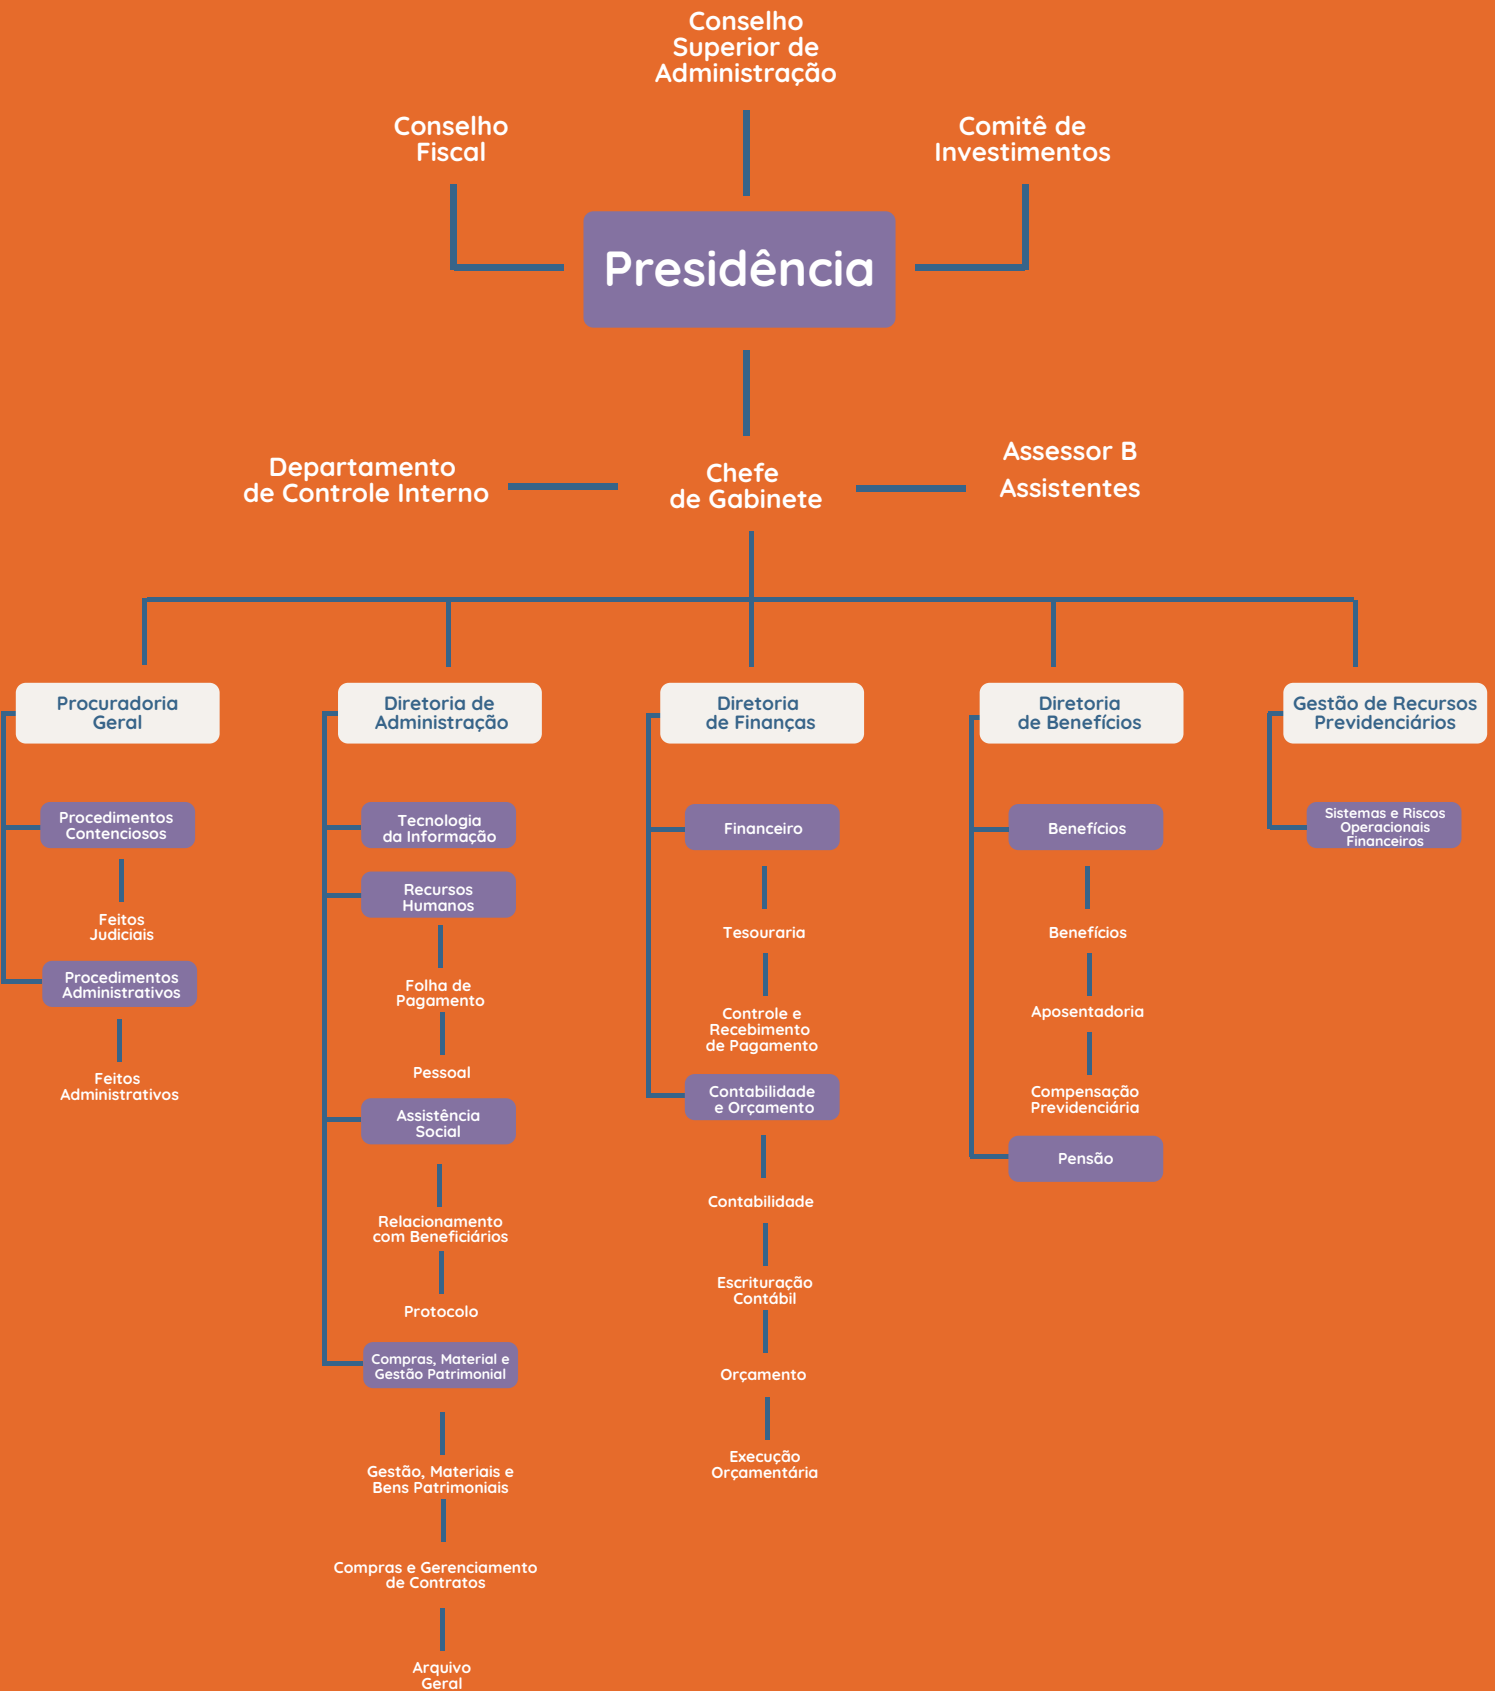 Conselho
Superior de
Administração
Conselho
Fiscal
Comitê de
Investimentos
Presidência
Departamento
de Controle Interno
Chefe
de Gabinete
Assessor B
Assistentes
Procuradoria
Geral
Procedimentos
Contenciosos
Feitos
Judiciais
Procedimentos
Administrativos
Feitos
Administrativos
Diretoria de
Administração
Tecnologia
da Informação
Recursos
Humanos
Folha de
Pagamento
Pessoal
Assistência
Social
Relacionamento
com Beneficiários
Protocolo
Compras, Material e
Gestão Patrimonial
Gestão, Materiais e
Bens Patrimoniais
Compras e Gerenciamento
de Contratos
Arquivo
Geral
Diretoria
de Finanças
Financeiro
Tesouraria
Controle e
Recebimento
de Pagamento
Contabilidade
e Orçamento
Contabilidade
Escrituração
Contábil
Orçamento
Execução
Orçamentária
Diretoria
de Benefícios
Benefícios
Benefícios
Aposentadoria
Compensação
Previdenciária
Pensão
Gestão de Recursos
Previdenciários
Sistemas e Riscos
Operacionais
Financeiros